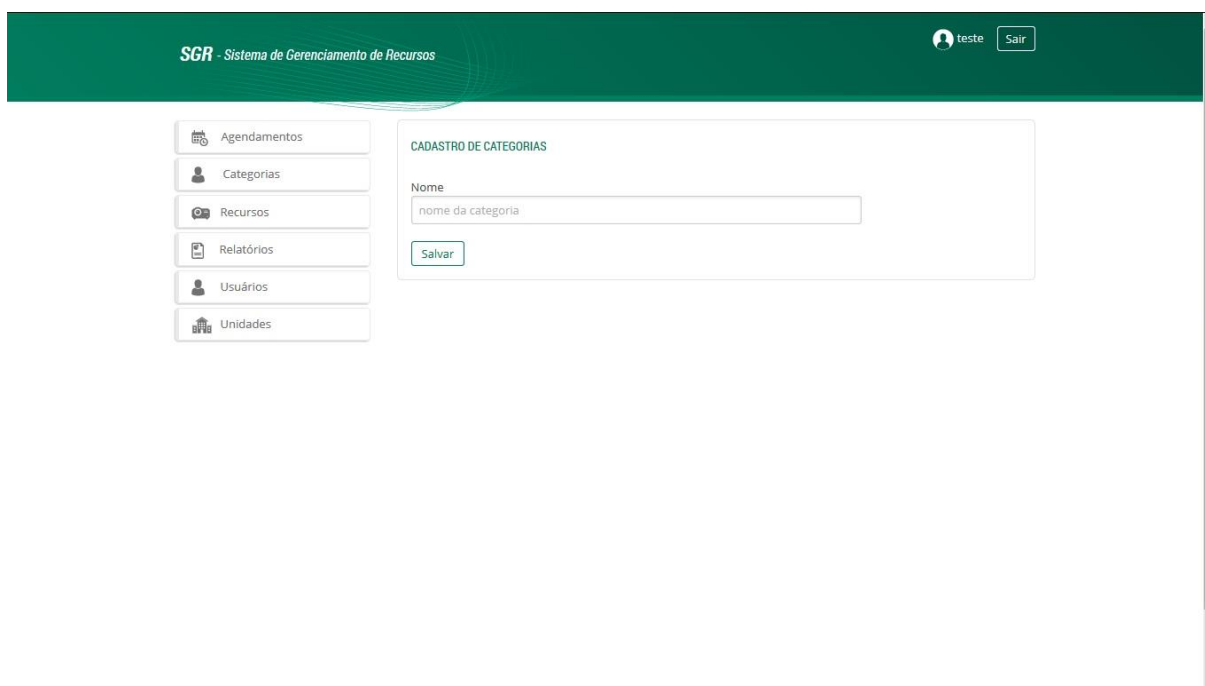 SGR - Sistema de Gerenciamento de Recursos
teste
Sair
Agendamentos
Categorias
Recursos
Relatórios
Usuários
Unidades
CADASTRO DE CATEGORIAS
Nome
nome da categoria
Salvar